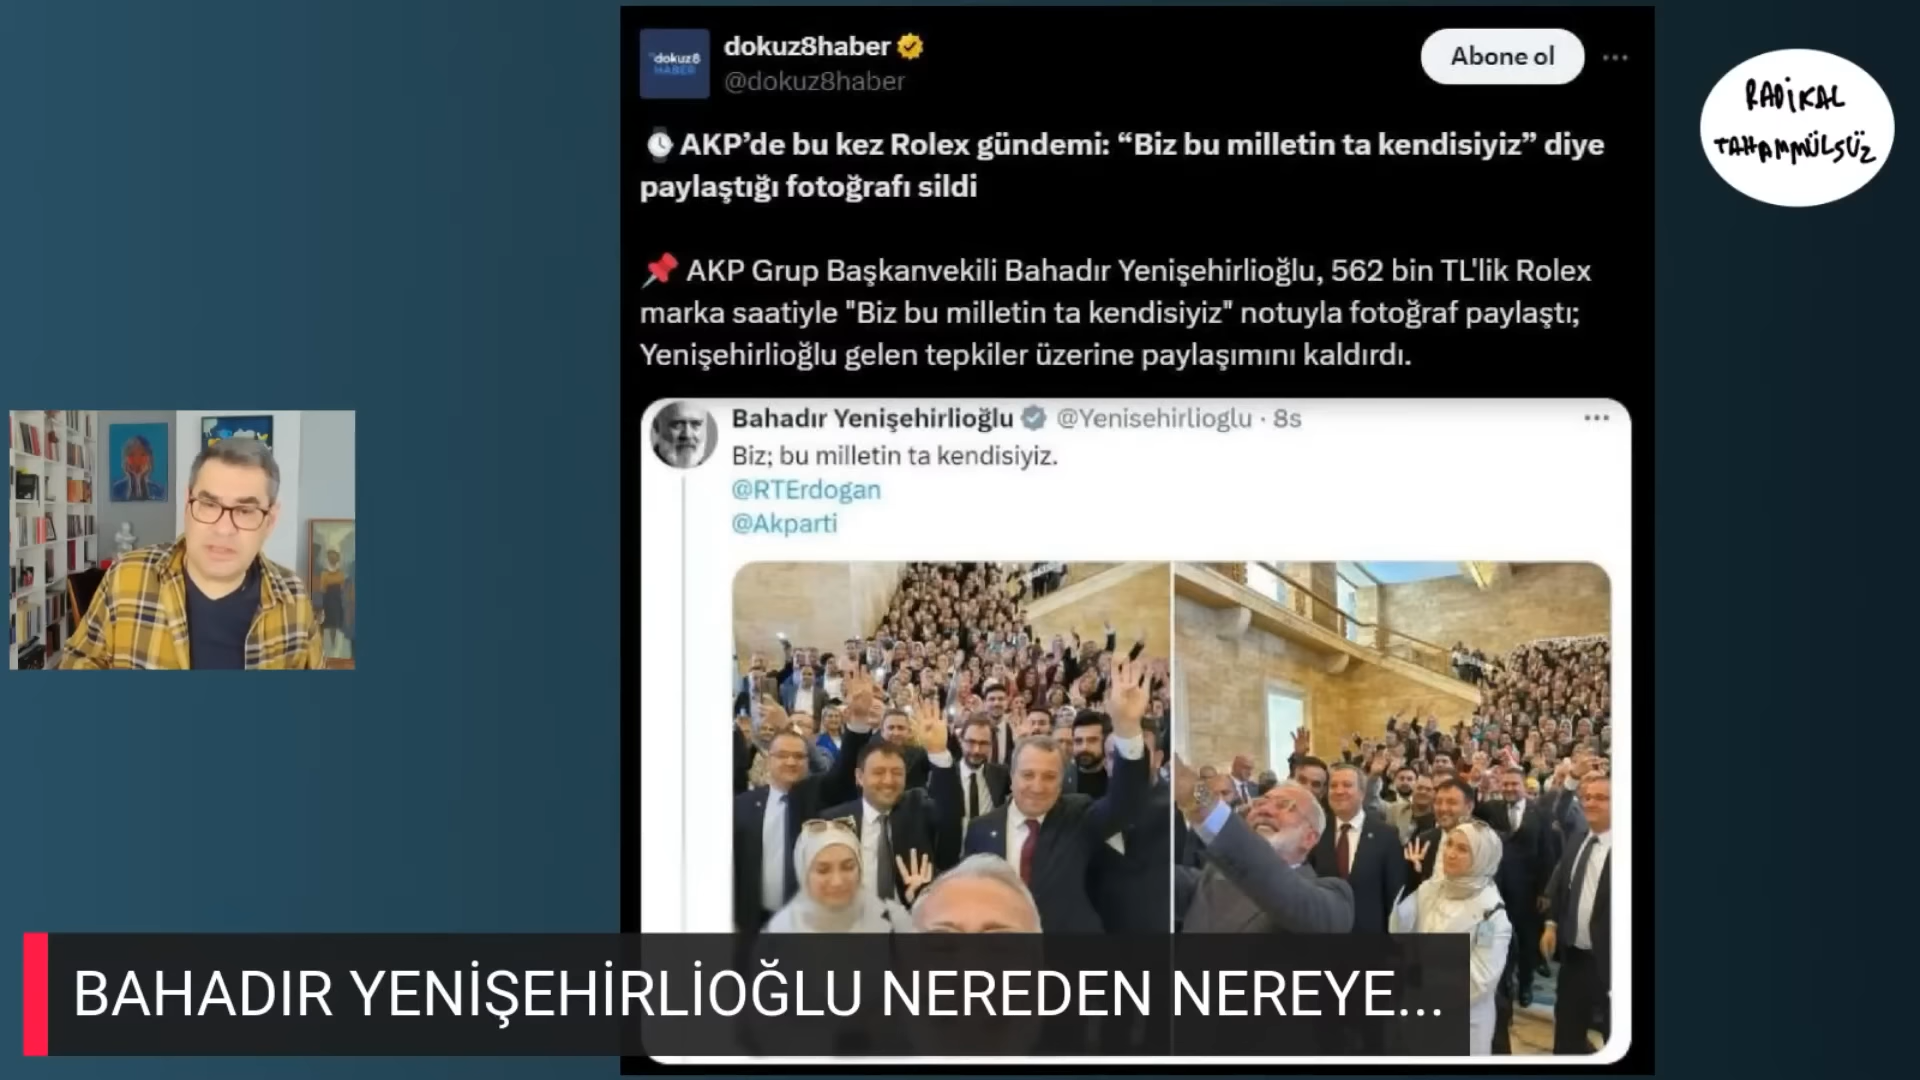 dokuz8haber
@dokuz8haber
Abone ol
dokuz8
HABER
RADİKAL
TAHAMMÜLSÜZ
AKP’de bu kez Rolex gündemi: “Biz bu milletin ta kendisiyiz” diye
paylaştığı fotoğrafı sildi
AKP Grup Başkanvekili Bahadır Yenişehirlioğlu, 562 bin TL'lik Rolex
marka saatiyle "Biz bu milletin ta kendisiyiz" notuyla fotoğraf paylaştı;
Yenişehirlioğlu gelen tepkiler üzerine paylaşımını kaldırdı.
Bahadır Yenişehirlioğlu @Yenisehirlioglu · 8s
Biz; bu milletin ta kendisiyiz.
@RTErdogan
@Akparti
BAHADIR YENİŞEHİRLİOĞLU NEREDEN NEREYE...